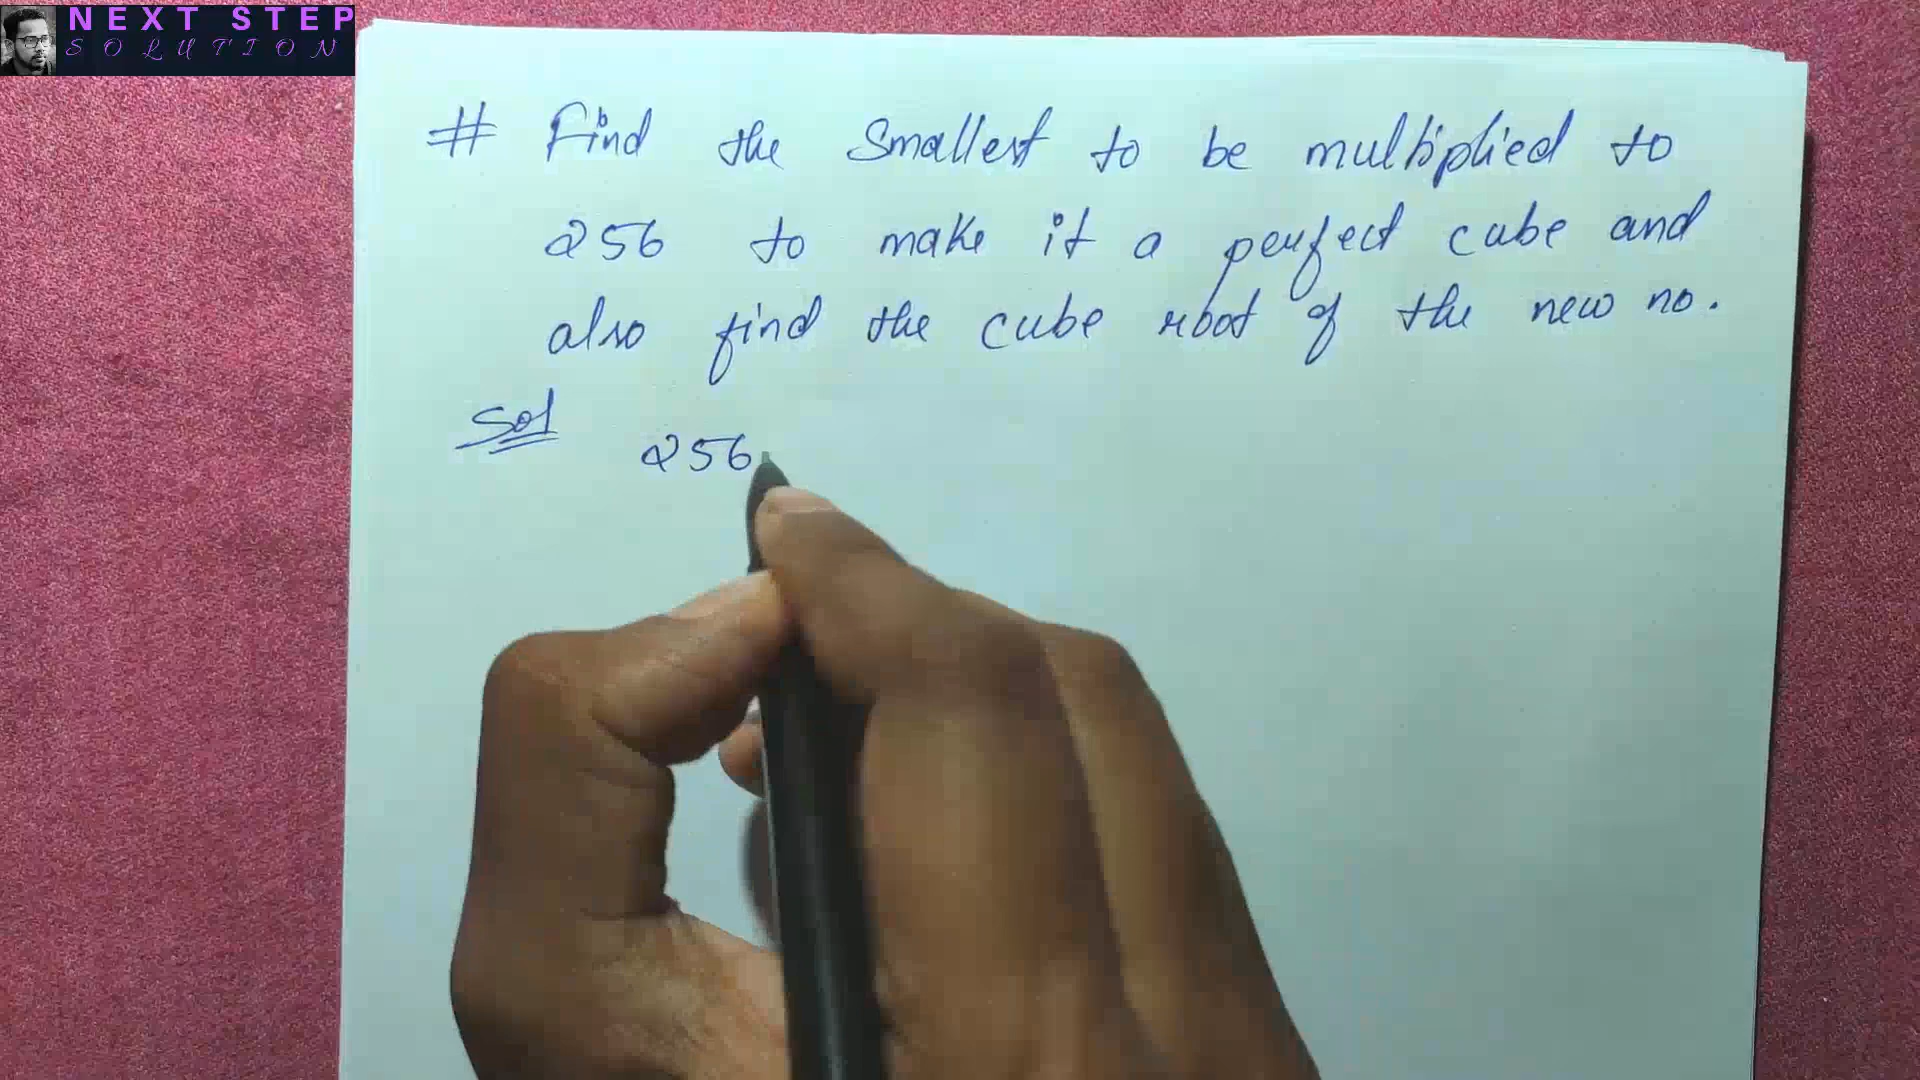 NEXT STEP
SOLUTION
# Find the Smallest to be multiplied to
256 to make it a perfect cube and
also find the cube root of the new no.
Sol
256